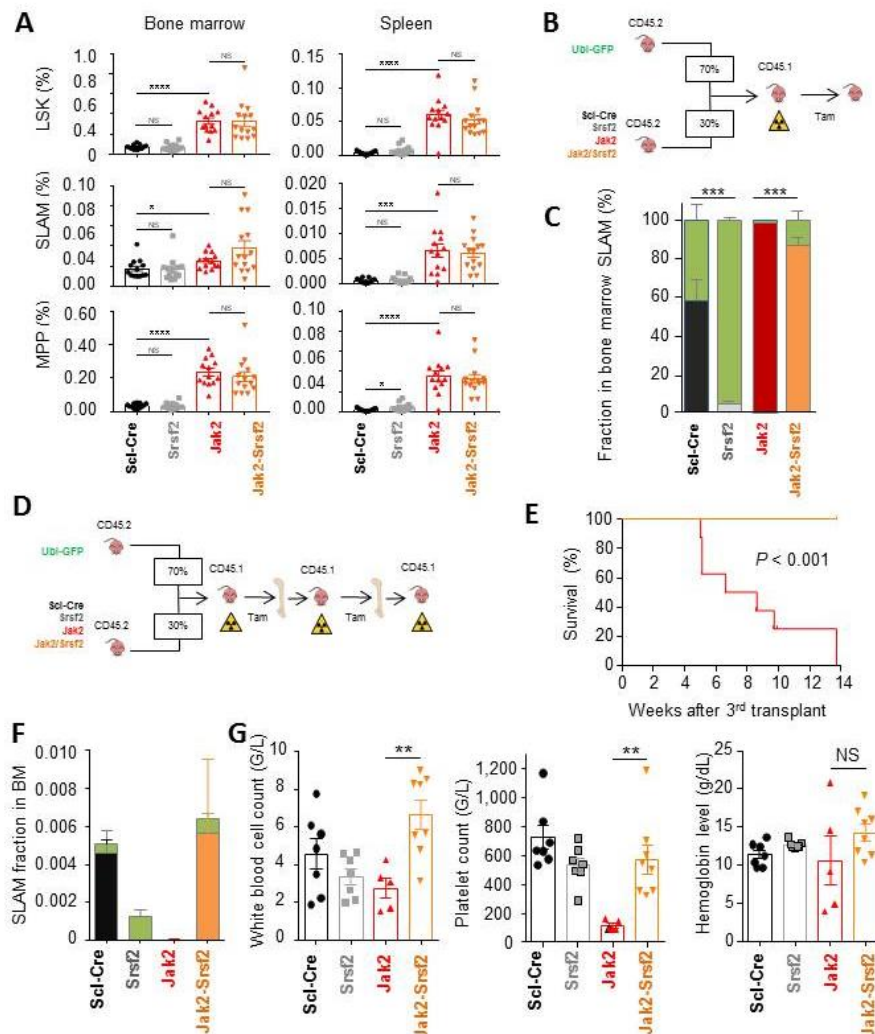 A
Bone marrow
Spleen
LSK (%)
1.0
0.8
0.6
0.4
0.2
0
****
NS
NS
0.15
0.10
0.05
0.00
****
NS
NS
SLAM (%)
0.10
0.08
0.06
0.04
0.02
0.00
*
NS
NS
0.020
0.015
0.010
0.005
0.000
***
NS
NS
MPP (%)
0.60
0.40
0.20
0.00
****
NS
NS
0.10
0.08
0.06
0.04
0.02
0.00
****
NS
*
Scl-Cre
Srsf2
Jak2
Jak2-Srsf2
Scl-Cre
Srsf2
Jak2
Jak2-Srsf2
B
CD45.2
Ubi-GFP
70%
CD45.1
Scl-Cre
Srsf2
Jak2
Jak2/Srsf2
CD45.2
30%
Tam
C
Fraction in bone marrow SLAM (%)
100
80
60
40
20
0
***
***
Scl-Cre
Srsf2
Jak2
Jak2-Srsf2
D
CD45.2
Ubi-GFP
70%
CD45.1
CD45.1
CD45.1
Scl-Cre
Srsf2
Jak2
Jak2/Srsf2
CD45.2
30%
Tam
Tam
E
Survival (%)
100
80
60
40
20
0
P < 0.001
0 2 4 6 8 10 12 14
Weeks after 3rd transplant
F
SLAM fraction in BM
0.010
0.008
0.006
0.004
0.002
0
Scl-Cre
Srsf2
Jak2
Jak2-Srsf2
G
White blood cell count (G/L)
10
8
6
4
2
0
**
Scl-Cre
Srsf2
Jak2
Jak2-Srsf2
Platelet count (G/L)
1,200
1,000
800
600
400
200
0
**
Scl-Cre
Srsf2
Jak2
Jak2-Srsf2
Hemoglobin level (g/dL)
25
20
15
10
5
0
NS
Scl-Cre
Srsf2
Jak2
Jak2-Srsf2